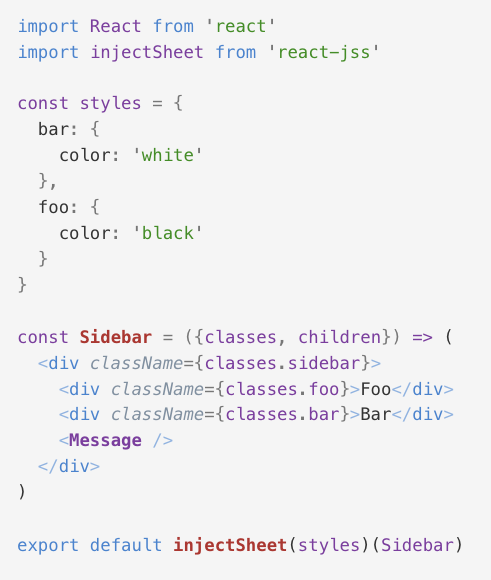 import React from 'react'
import injectSheet from 'react-jss'
const styles = {
  bar: {
    color: 'white'
  },
  foo: {
    color: 'black'
  }
}
const Sidebar = ({classes, children}) => (
  <div className={classes.sidebar}>
    <div className={classes.foo}>Foo</div>
    <div className={classes.bar}>Bar</div>
    <Message />
  </div>
)
export default injectSheet(styles)(Sidebar)